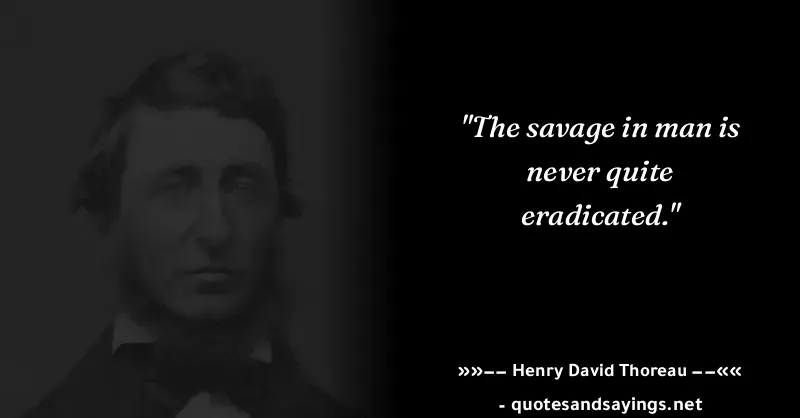 "The savage in man is
never quite
eradicated."
»»–– Henry David Thoreau ––««
- quotesandsayings.net